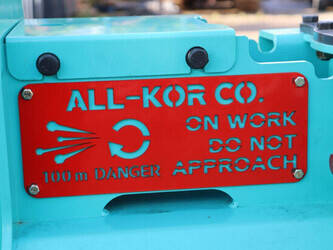 ALL-KOR CO.
ON WORK
DO NOT
100m DANGER APPROACH